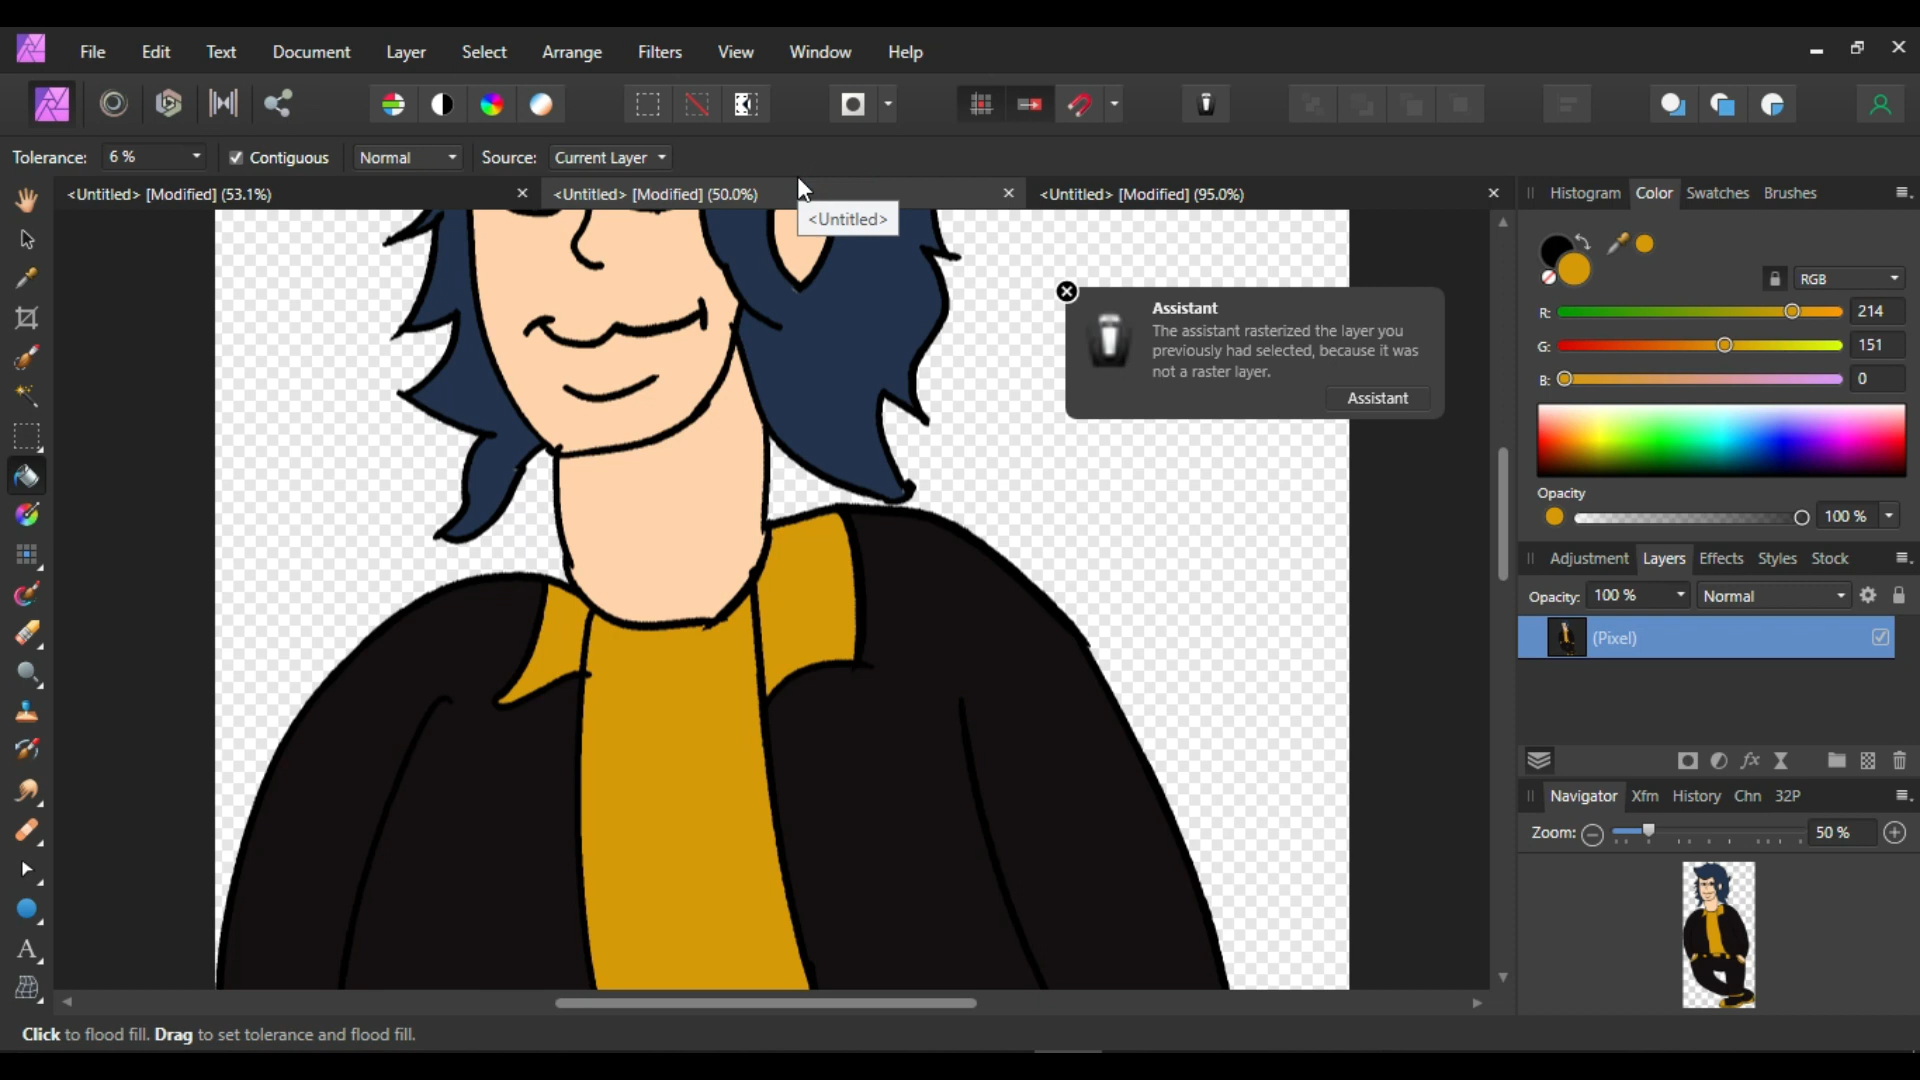 File Edit Text Document Layer Select Arrange Filters View Window Help
Tolerance: 6 % Contiguous Normal Source: Current Layer
<Untitled> [Modified] (53.1%) <Untitled> [Modified] (50.0%) <Untitled> [Modified] (95.0%)
<Untitled>
Assistant
The assistant rasterized the layer you
previously had selected, because it was
not a raster layer.
Assistant
Histogram Color Swatches Brushes
RGB
R: 214
G: 151
B: 0
Opacity
100 %
Adjustment Layers Effects Styles Stock
Opacity: 100 % Normal
(Pixel)
fx
Navigator Xfm History Chn 32P
Zoom: 50 %
A
Click to flood fill. Drag to set tolerance and flood fill.